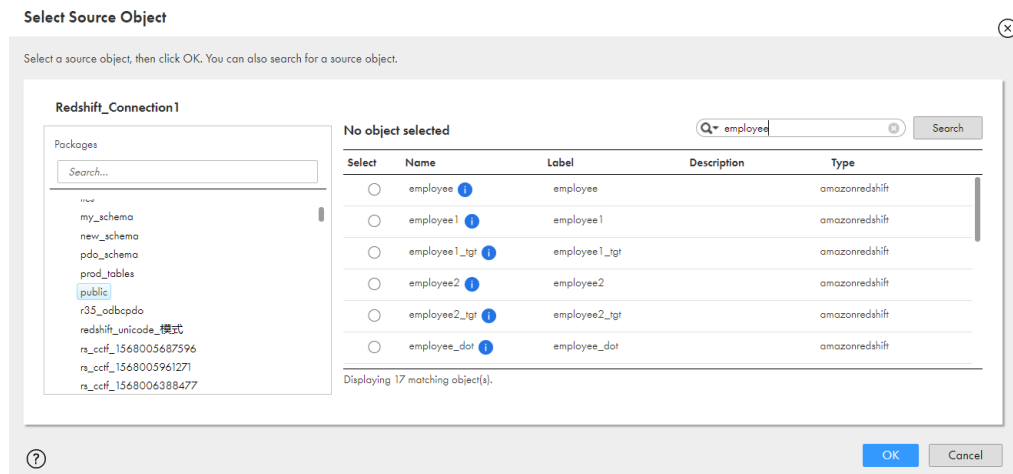 Select Source Object
Select a source object, then click OK. You can also search for a source object.
Redshift_Connection1
Packages
Search...
my_schema
new_schema
pdo_schema
prod_tables
public
r35_odbcpdo
redshift_unicode_模式
rs_cctf_1568005687596
rs_cctf_1568005961271
rs_cctf_1568006388477
No object selected
employee
Search
Select Name Label Description Type
employee employee amazonredshift
employee1 employee1 amazonredshift
employee1_tgt employee1_tgt amazonredshift
employee2 employee2 amazonredshift
employee2_tgt employee2_tgt amazonredshift
employee_dot employee_dot amazonredshift
Displaying 17 matching object(s).
OK Cancel